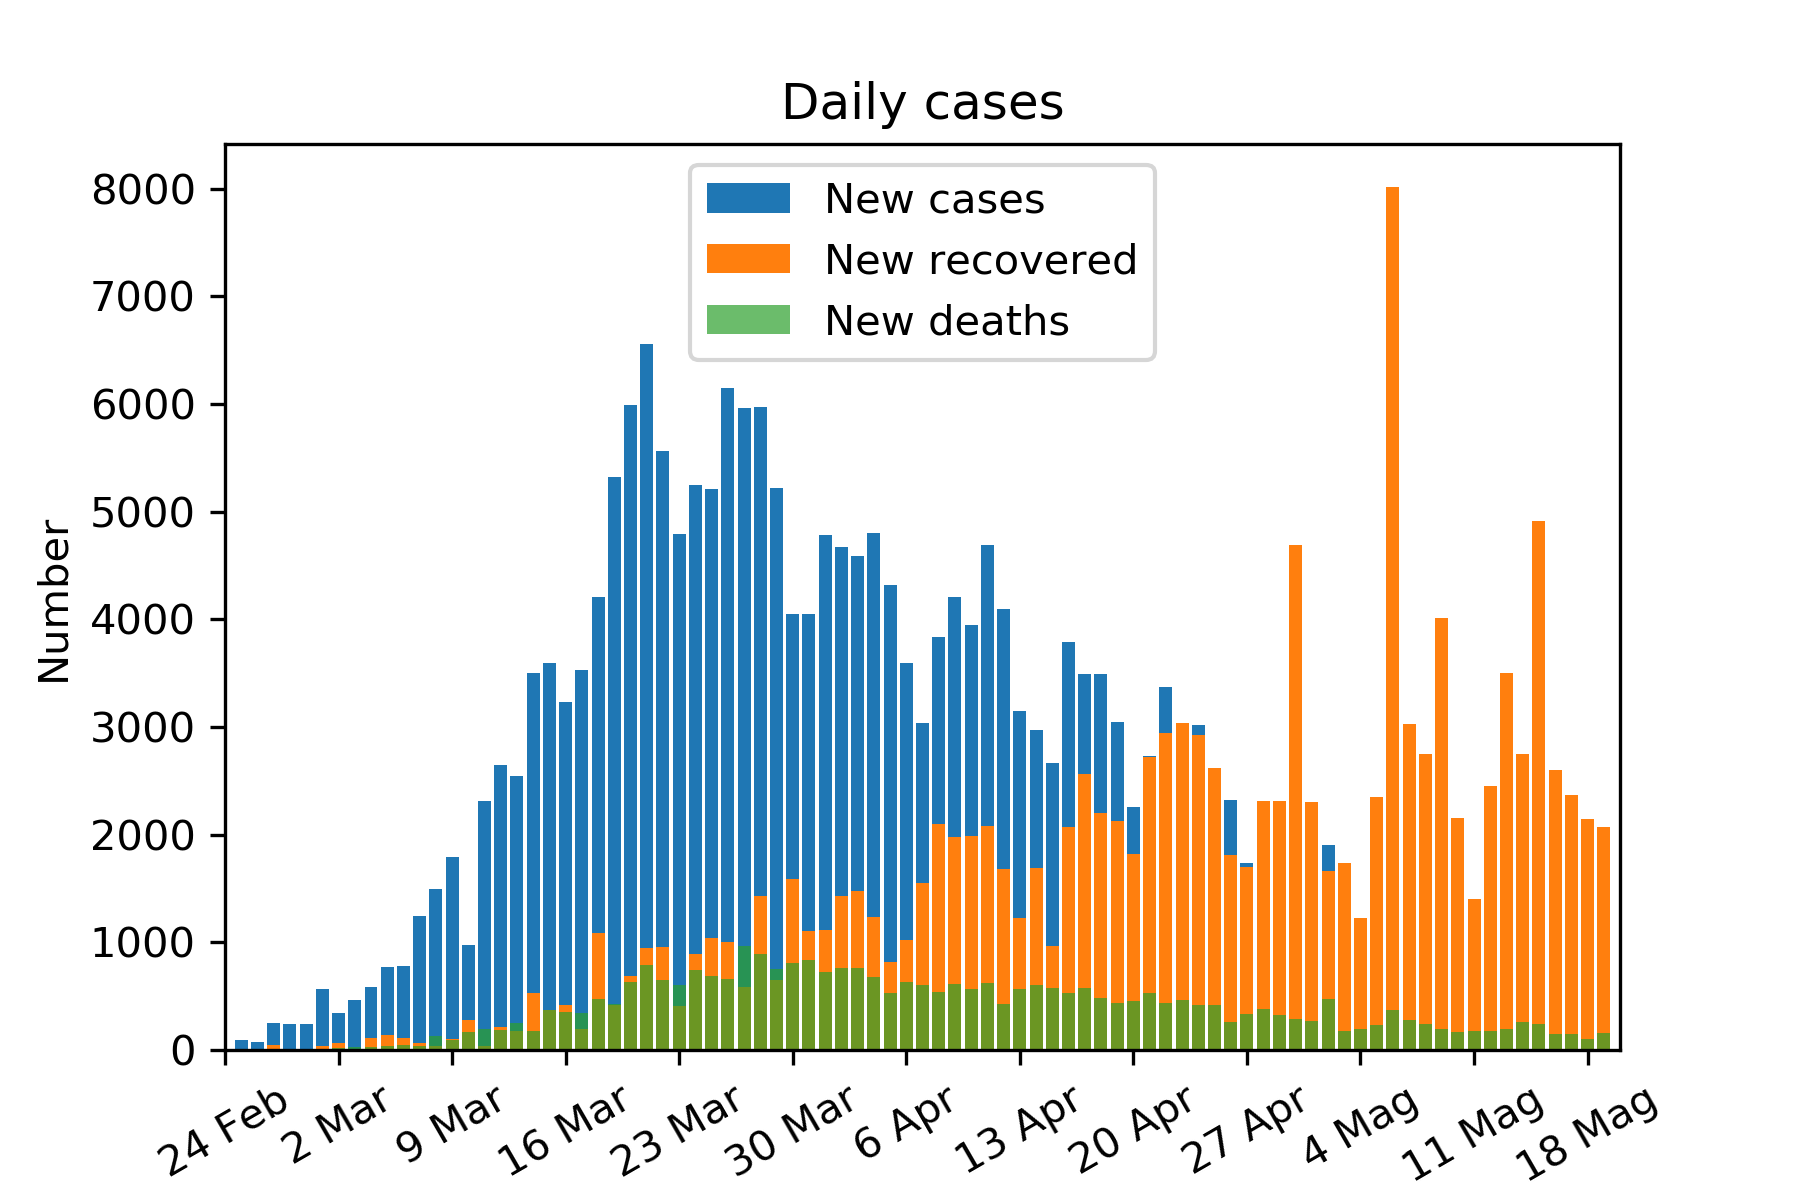 Daily cases
8000
7000
6000
5000
4000
3000
2000
1000
0
Number
New cases
New recovered
New deaths
24 Feb
2 Mar
9 Mar
16 Mar
23 Mar
30 Mar
6 Apr
13 Apr
20 Apr
27 Apr
4 Mag
11 Mag
18 Mag